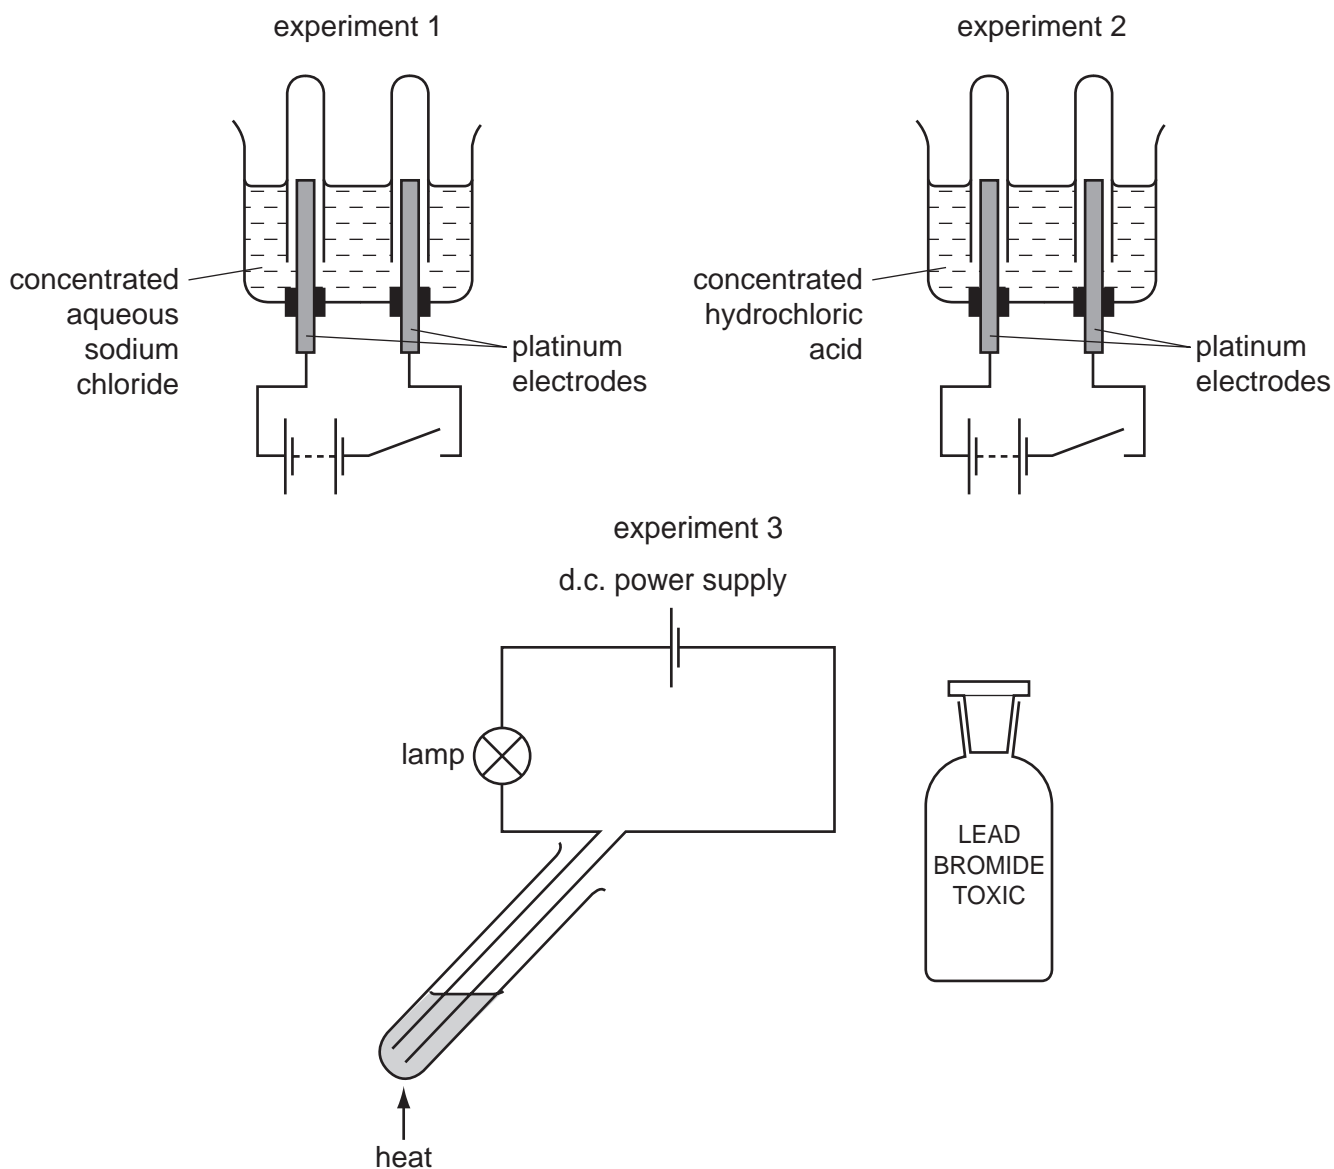 experiment 1
concentrated
aqueous
sodium
chloride
platinum
electrodes
experiment 2
concentrated
hydrochloric
acid
platinum
electrodes
experiment 3
d.c. power supply
lamp
heat
LEAD
BROMIDE
TOXIC